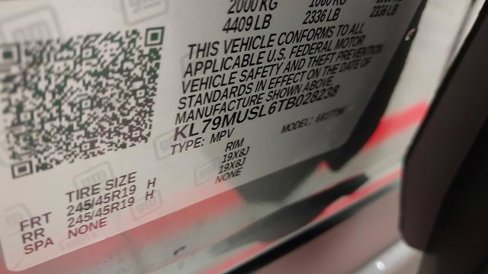 2000 KG
4409 LB 2336 LB
THIS VEHICLE CONFORMS TO ALL
APPLICABLE U.S. FEDERAL MOTOR
VEHICLE SAFETY AND THEFT PREVENTION
STANDARDS IN EFFECT ON THE DATE OF
MANUFACTURE SHOWN ABOVE
KL79MUSL6TB028238
TYPE: MPV MODEL:
TIRE SIZE RIM
FRT 245/45R19 H 19X8J
RR 245/45R19 H 19X8J
SPA NONE NONE